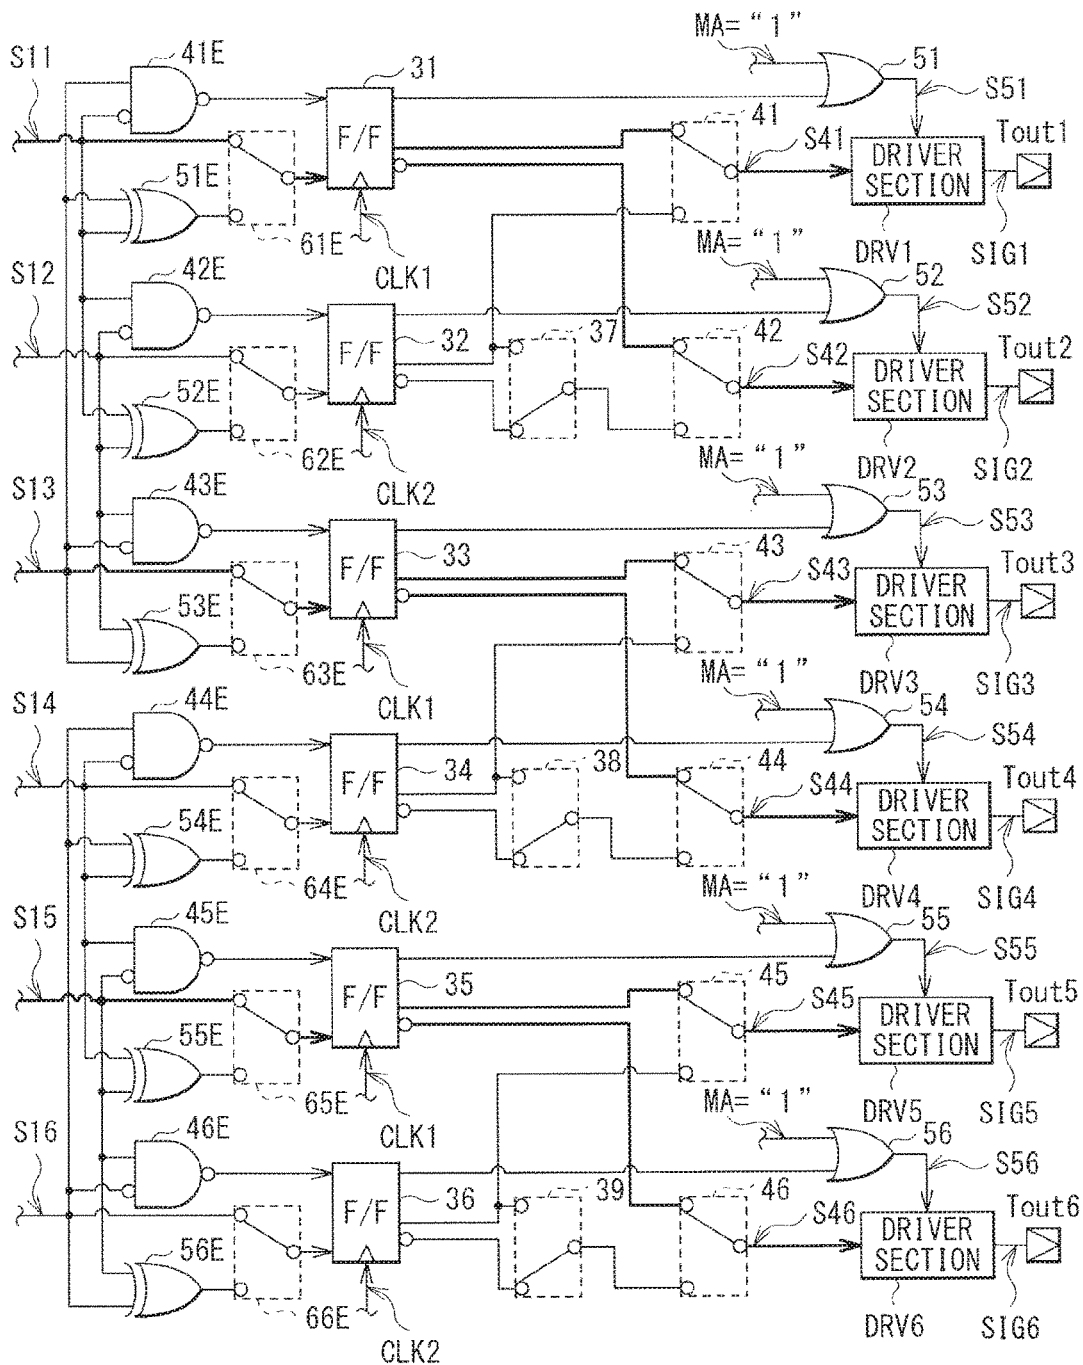 MA= “1”
S11
41E
31
51
S51
41
Tout1
F/F
S41
DRIVER
SECTION
51E
61E
MA= “1”
CLK1
DRV1
SIG1
S12
42E
52
S52
37
42
Tout2
F/F
32
S42
DRIVER
SECTION
52E
62E
MA= “1”
CLK2
DRV2
SIG2
S13
43E
53
S53
33
43
Tout3
F/F
S43
DRIVER
SECTION
53E
63E
MA= “1”
CLK1
DRV3
SIG3
S14
44E
54
S54
34
38
44
Tout4
F/F
S44
DRIVER
SECTION
54E
64E
MA= “1”
CLK2
DRV4
SIG4
S15
45E
55
S55
35
45
Tout5
F/F
S45
DRIVER
SECTION
55E
65E
MA= “1”
CLK1
DRV5
SIG5
S16
46E
56
S56
36
39
46
Tout6
F/F
S46
DRIVER
SECTION
56E
66E
CLK2
DRV6
SIG6